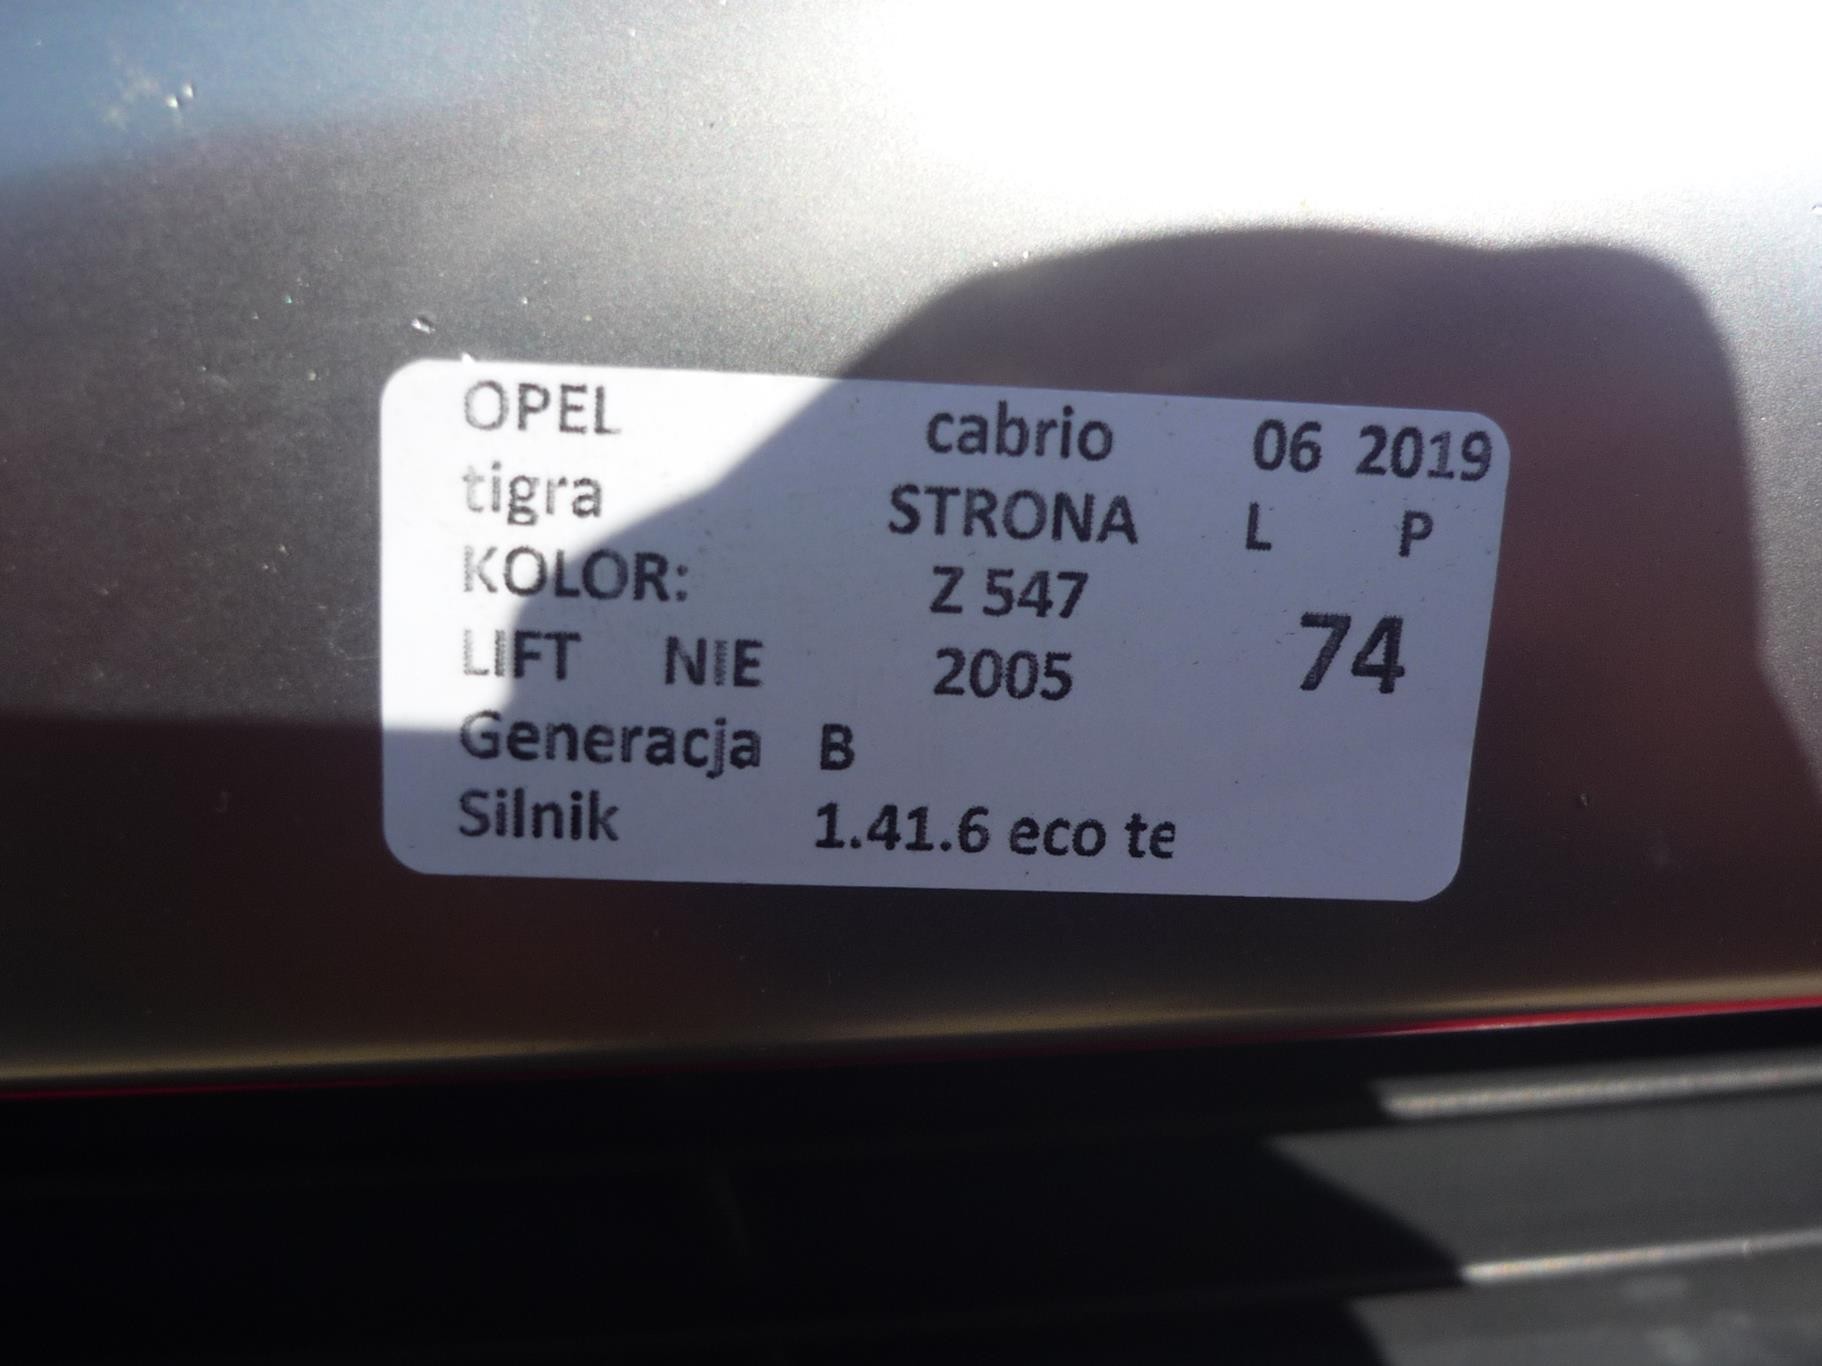 OPEL cabrio 06 2019
tigra STRONA L P
KOLOR: Z 547
LIFT NIE 2005 74
Generacja B
Silnik 1.41.6 eco te